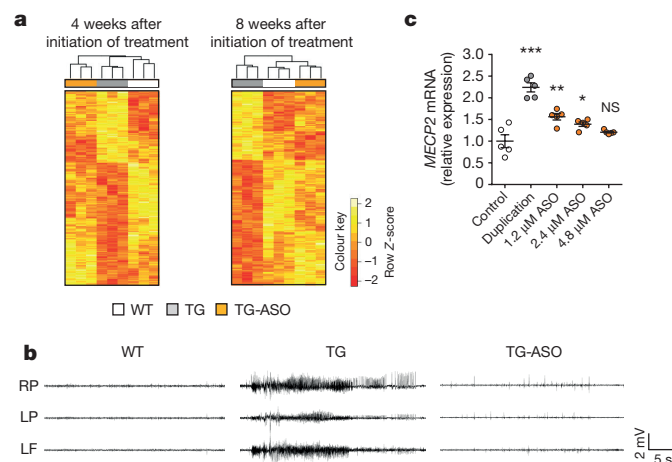 a
4 weeks after
initiation of treatment
8 weeks after
initiation of treatment
Colour key
2
1
0
−1
−2
Row Z-score
WT
TG
TG-ASO
c
MECP2 mRNA
(relative expression)
3.0
2.5
2.0
1.5
1.0
0.5
0
***
**
*
NS
Control
Duplication
1.2 μM ASO
2.4 μM ASO
4.8 μM ASO
b
WT
TG
TG-ASO
RP
LP
LF
2 mV
5 s